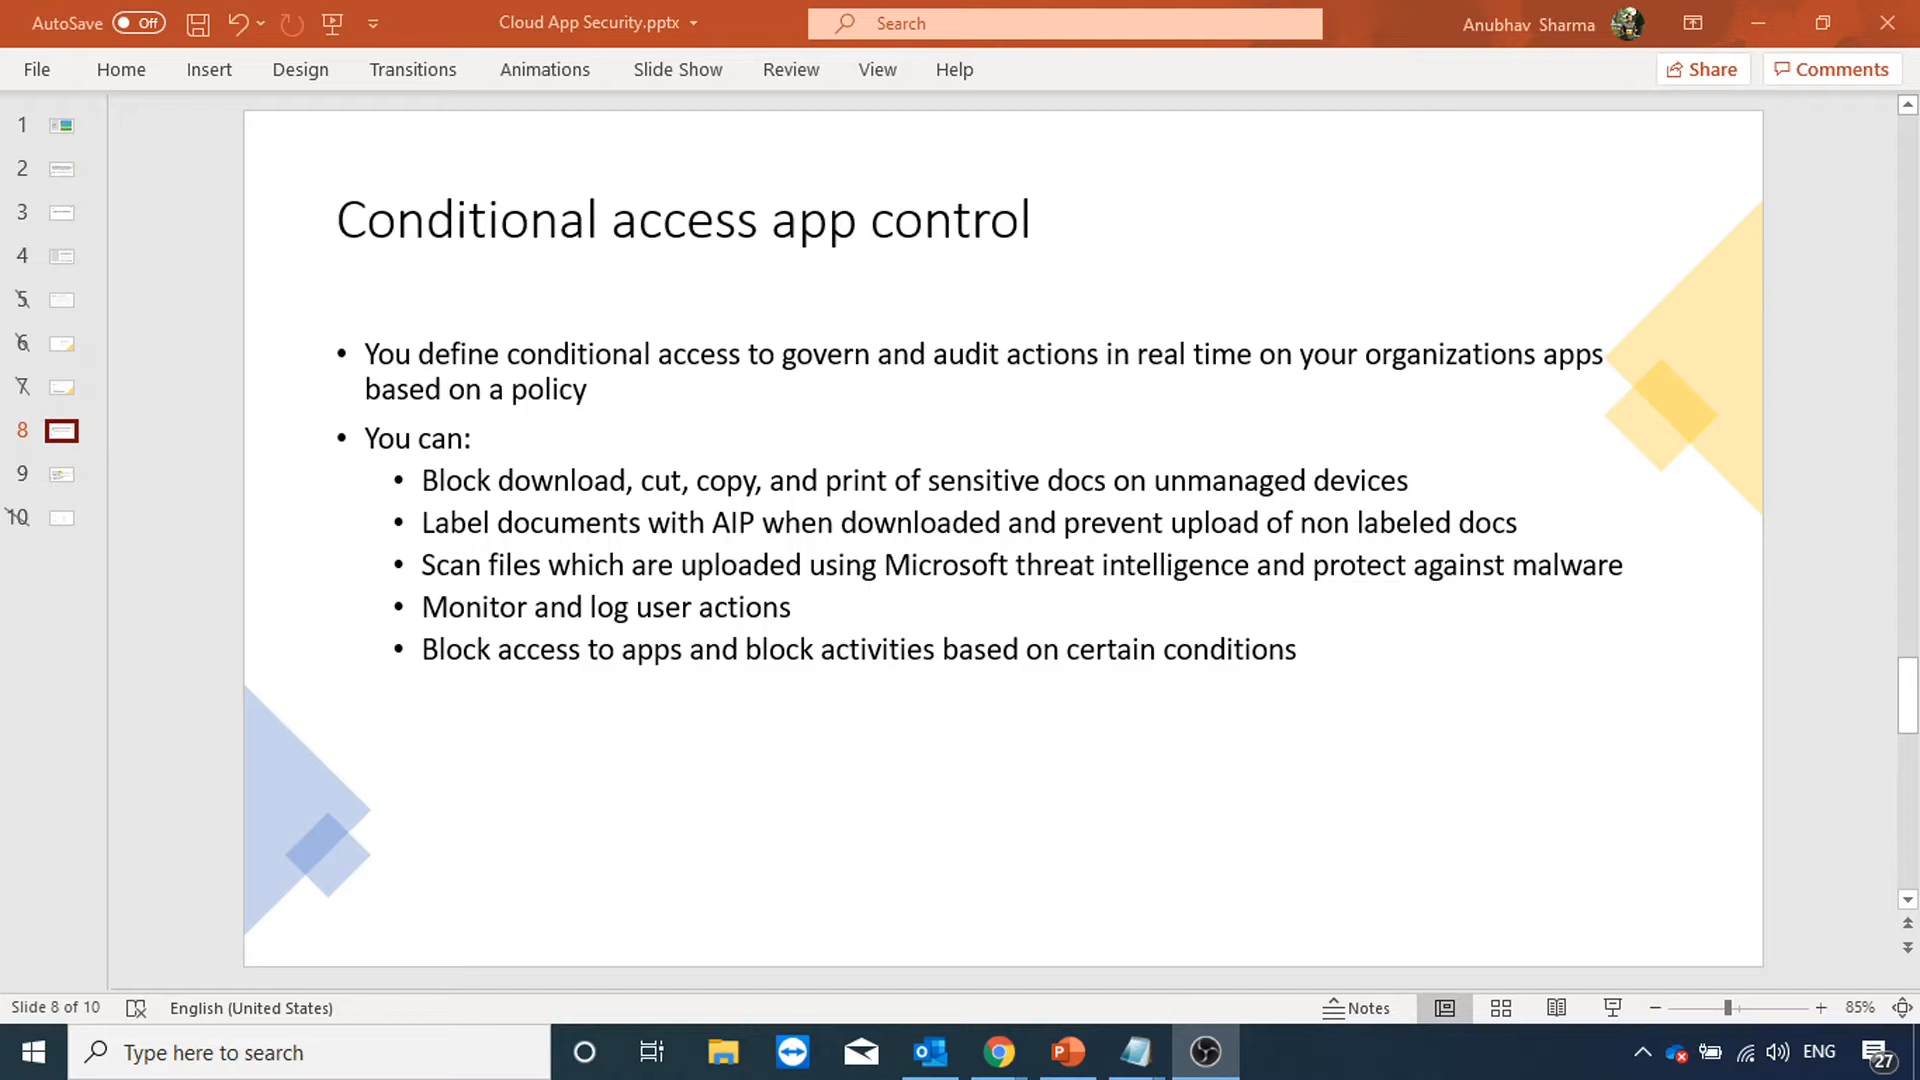 AutoSave Off
Cloud App Security.pptx
Search
Anubhav Sharma
File Home Insert Design Transitions Animations Slide Show Review View Help
Share Comments
1
2
3
4
5
6
7
8
9
10
Conditional access app control
• You define conditional access to govern and audit actions in real time on your organizations apps
based on a policy
• You can:
• Block download, cut, copy, and print of sensitive docs on unmanaged devices
• Label documents with AIP when downloaded and prevent upload of non labeled docs
• Scan files which are uploaded using Microsoft threat intelligence and protect against malware
• Monitor and log user actions
• Block access to apps and block activities based on certain conditions
Slide 8 of 10 English (United States) Notes 85%
Type here to search
ENG
27